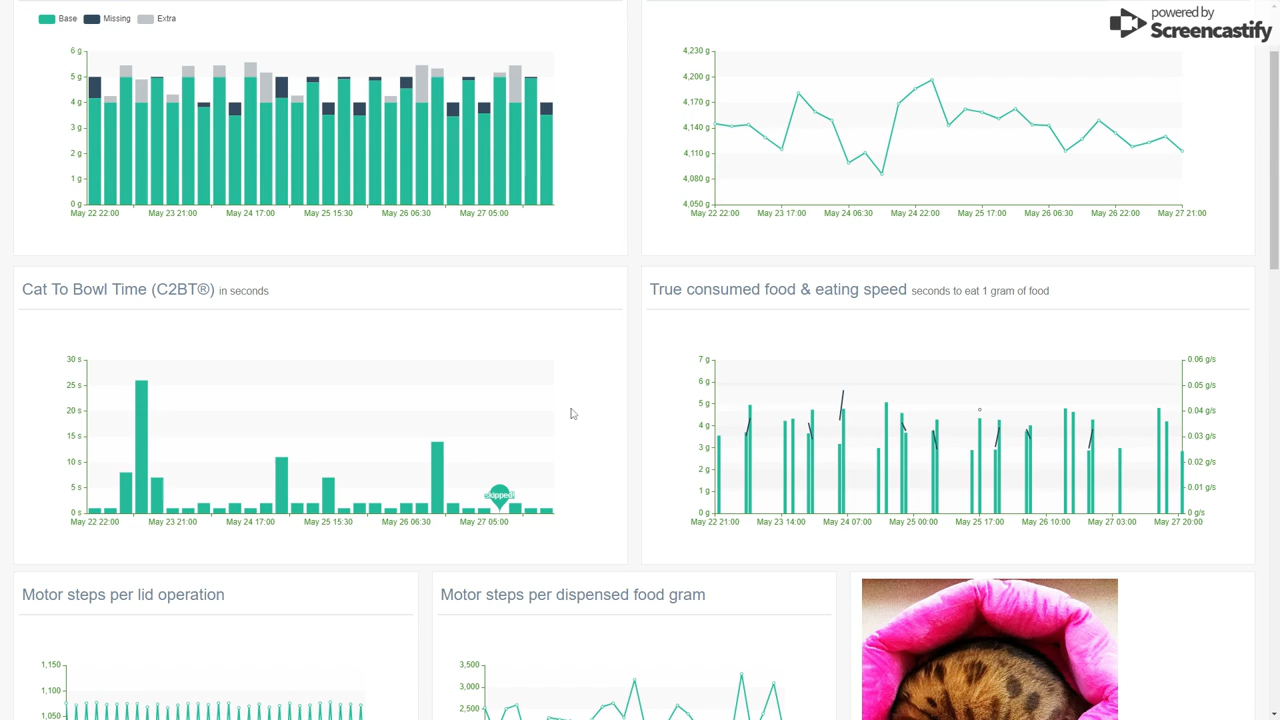 powered by
Screencastify
Base Missing Extra
6 g
5 g
4 g
3 g
2 g
1 g
0 g
May 22 22:00 May 23 21:00 May 24 17:00 May 25 15:30 May 26 06:30 May 27 05:00
4,230 g
4,200 g
4,170 g
4,140 g
4,110 g
4,080 g
4,050 g
May 22 22:00 May 23 17:00 May 24 06:30 May 24 22:00 May 25 17:00 May 26 06:30 May 26 22:00 May 27 21:00
Cat To Bowl Time (C2BT®) in seconds
30 s
25 s
20 s
15 s
10 s
5 s
0 s
skipped!
May 22 22:00 May 23 21:00 May 24 17:00 May 25 15:30 May 26 06:30 May 27 05:00
True consumed food & eating speed seconds to eat 1 gram of food
7 g
6 g
5 g
4 g
3 g
2 g
1 g
0 g
0.06 g/s
0.05 g/s
0.04 g/s
0.03 g/s
0.02 g/s
0.01 g/s
0 g/s
May 22 21:00 May 23 14:00 May 24 07:00 May 25 00:00 May 25 17:00 May 26 10:00 May 27 03:00 May 27 20:00
Motor steps per lid operation
1,150
1,100
1,050
Motor steps per dispensed food gram
3,500
3,000
2,500